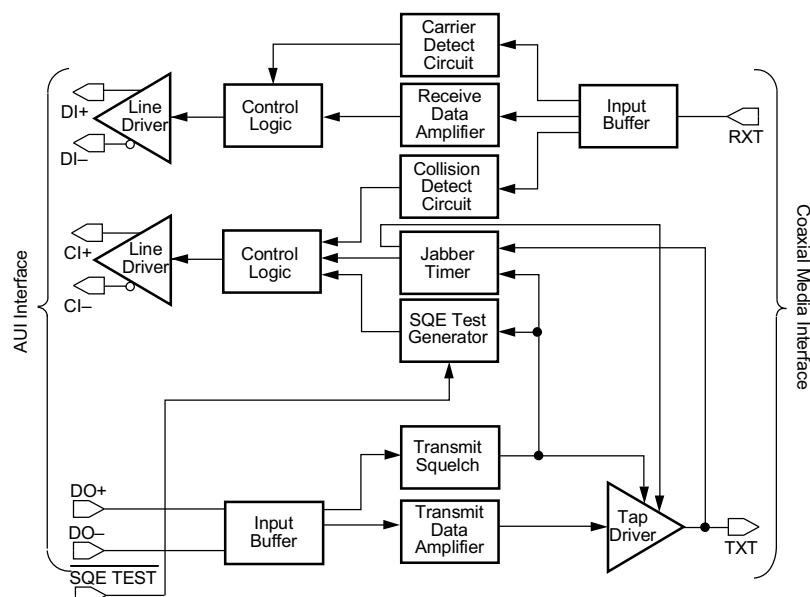 Carrier
Detect
Circuit
Line
Driver
DI+
DI–
Control
Logic
Receive
Data
Amplifier
Input
Buffer
RXT
Collision
Detect
Circuit
Line
Driver
CI+
CI–
Control
Logic
Jabber
Timer
SQE Test
Generator
AUI Interface
Coaxial Media Interface
Transmit
Squelch
DO+
DO–
Input
Buffer
Transmit
Data
Amplifier
Tap
Driver
TXT
SQE TEST